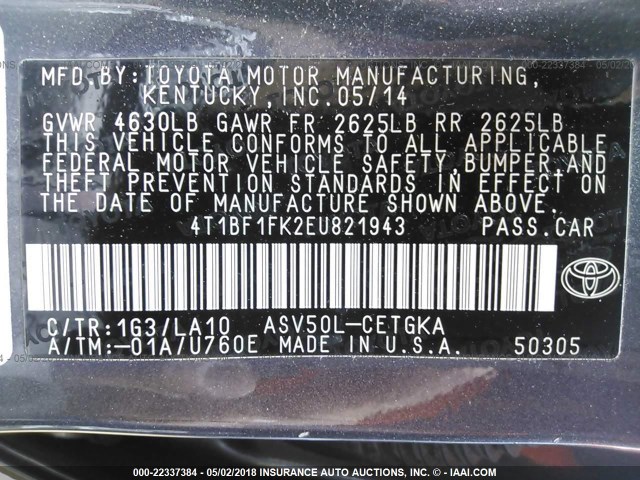 MFD BY:TOYOTA MOTOR MANUFACTURING,
KENTUCKY,INC.05/14
GVWR 4630LB GAWR FR 2625LB RR 2625LB
THIS VEHICLE CONFORMS TO ALL APPLICABLE
FEDERAL MOTOR VEHICLE SAFETY,BUMPER,AND
THEFT PREVENTION STANDARDS IN EFFECT ON
THE DATE OF MANUFACTURE SHOWN ABOVE.
4T1BF1FK2EU821943 PASS.CAR
C/TR:1G3/LA10 ASV50L-CETGKA
A/TM:-01A/U760E MADE IN U.S.A. 50305
000-22337384 - 05/02/2018 - INSURANCE AUTO AUCTIONS, INC. - IAAI.COM